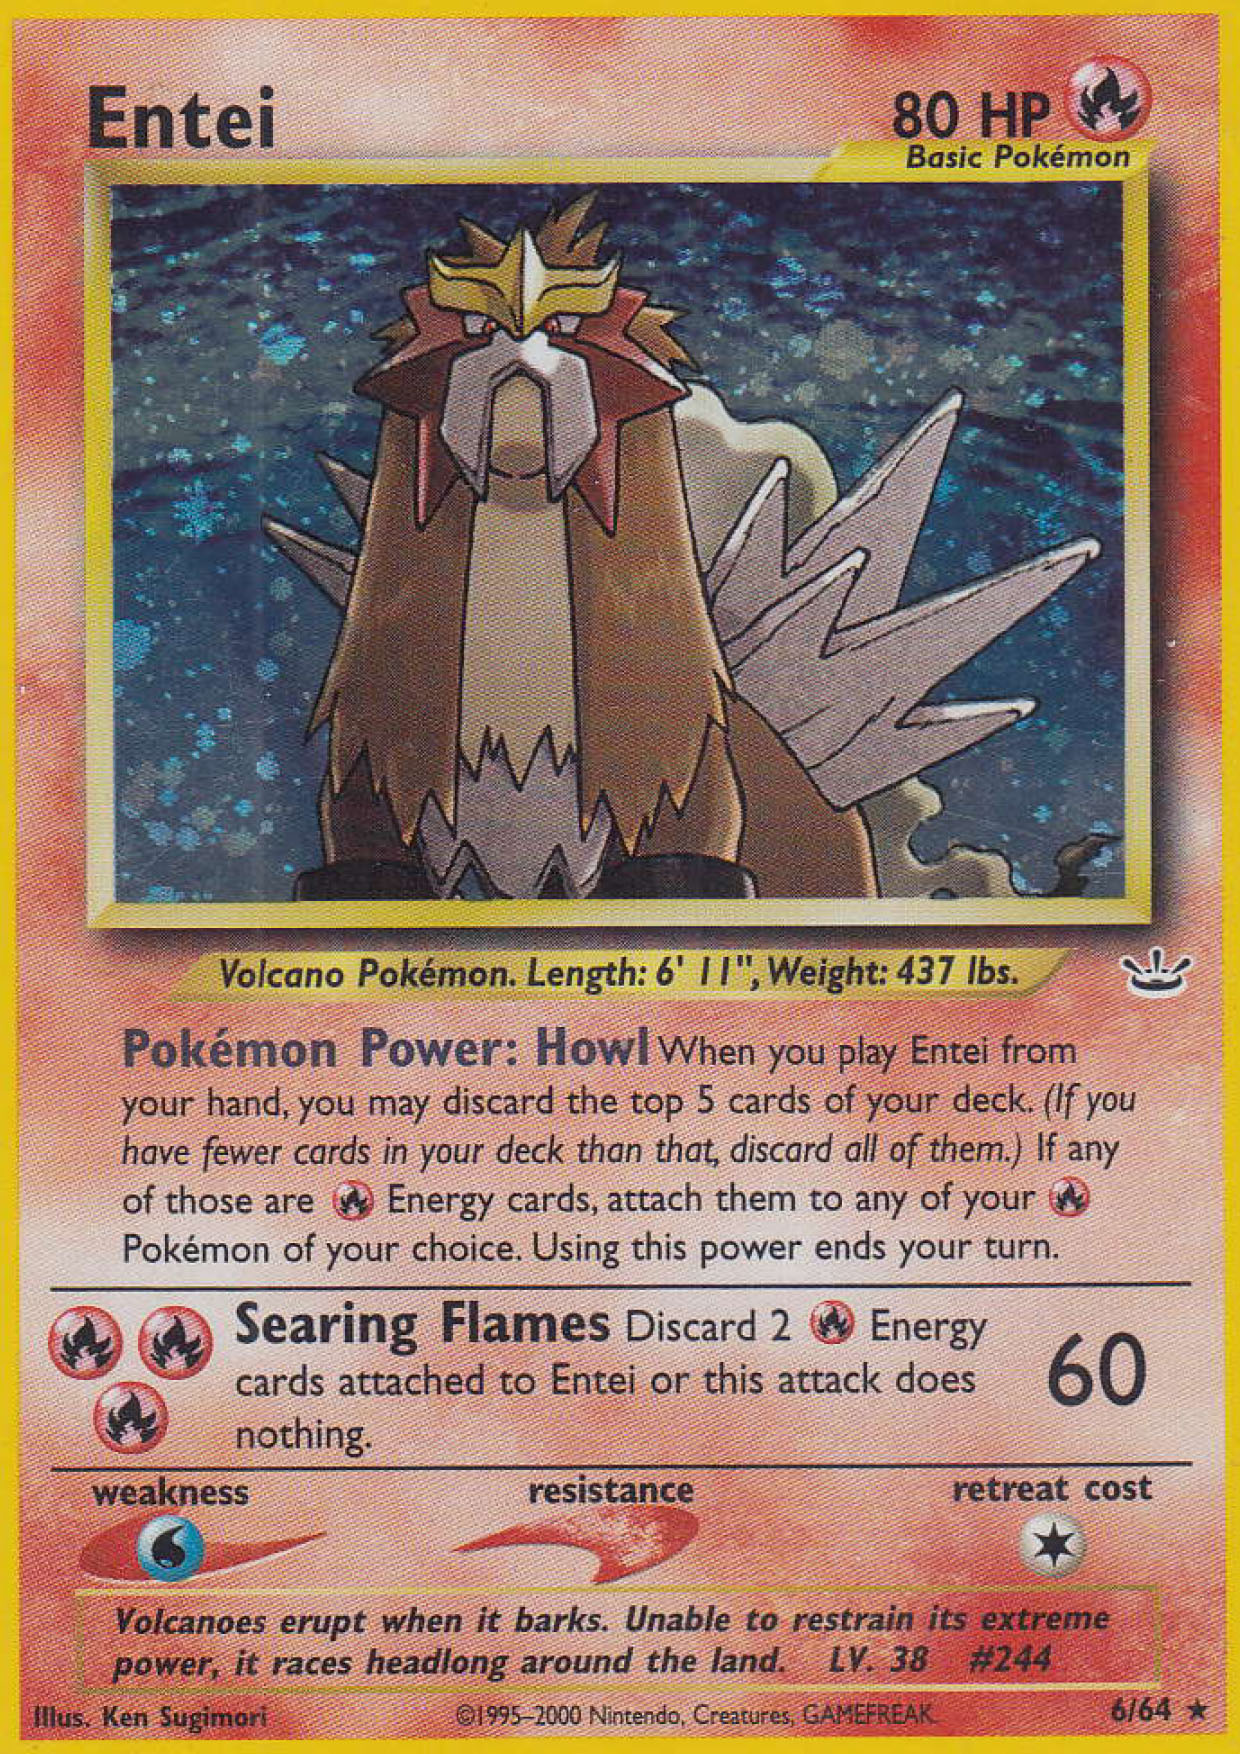 Entei
80 HP
Basic Pokémon
Volcano Pokémon. Length: 6' 11", Weight: 437 lbs.
Pokémon Power: Howl When you play Entei from
your hand, you may discard the top 5 cards of your deck. (If you
have fewer cards in your deck than that, discard all of them.) If any
of those are Energy cards, attach them to any of your
Pokémon of your choice. Using this power ends your turn.
Searing Flames Discard 2 Energy
cards attached to Entei or this attack does
nothing.
60
weakness
resistance
retreat cost
Volcanoes erupt when it barks. Unable to restrain its extreme
power, it races headlong around the land. LV. 38 #244
Illus. Ken Sugimori
©1995–2000 Nintendo, Creatures, GAMEFREAK.
6/64 ★